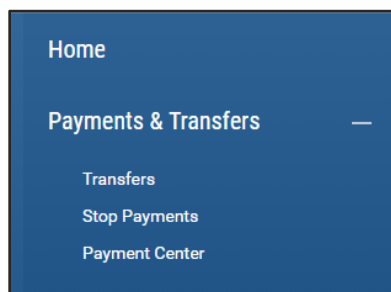 Home
Payments & Transfers
Transfers
Stop Payments
Payment Center